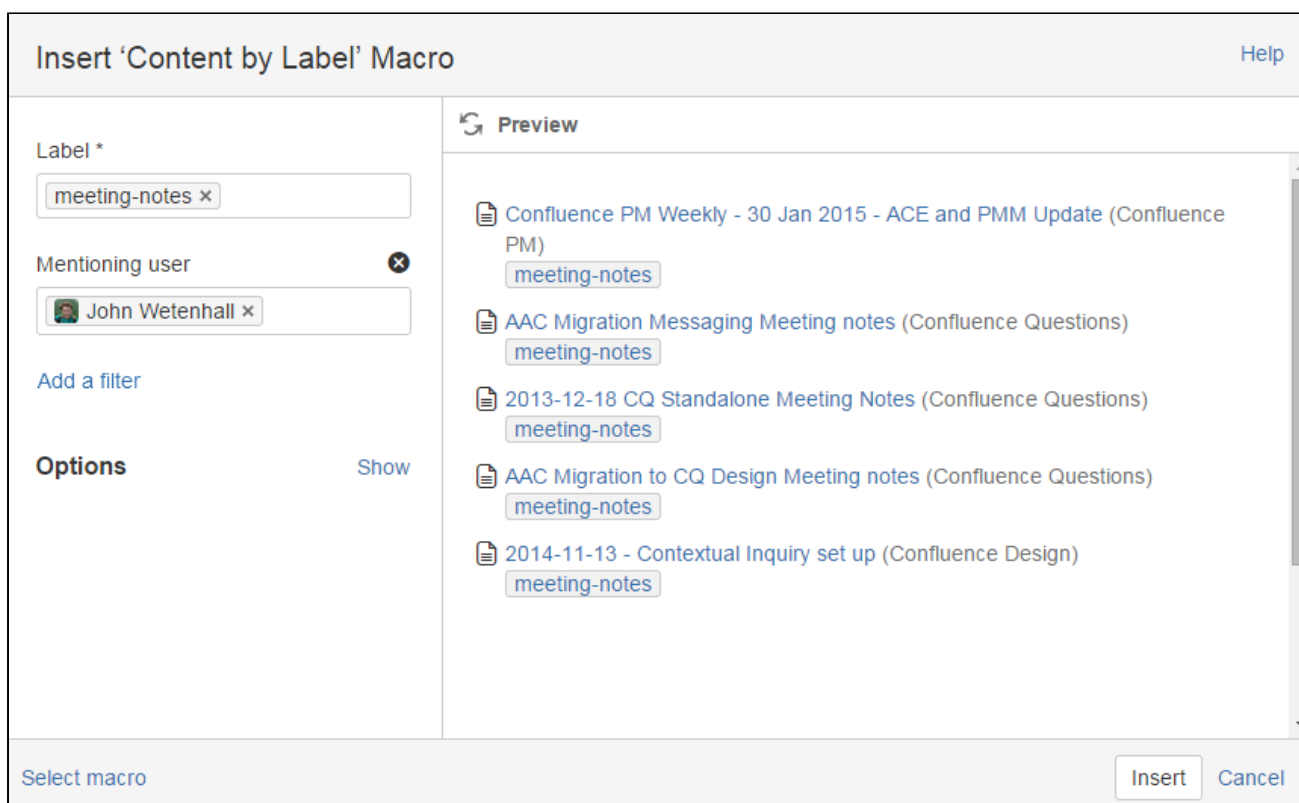 Insert ‘Content by Label’ Macro
Help
Label *
meeting-notes ×
Mentioning user
John Wetenhall ×
Add a filter
Options
Show
Preview
Confluence PM Weekly - 30 Jan 2015 - ACE and PMM Update (Confluence
PM)
meeting-notes
AAC Migration Messaging Meeting notes (Confluence Questions)
meeting-notes
2013-12-18 CQ Standalone Meeting Notes (Confluence Questions)
meeting-notes
AAC Migration to CQ Design Meeting notes (Confluence Questions)
meeting-notes
2014-11-13 - Contextual Inquiry set up (Confluence Design)
meeting-notes
Select macro
Insert
Cancel